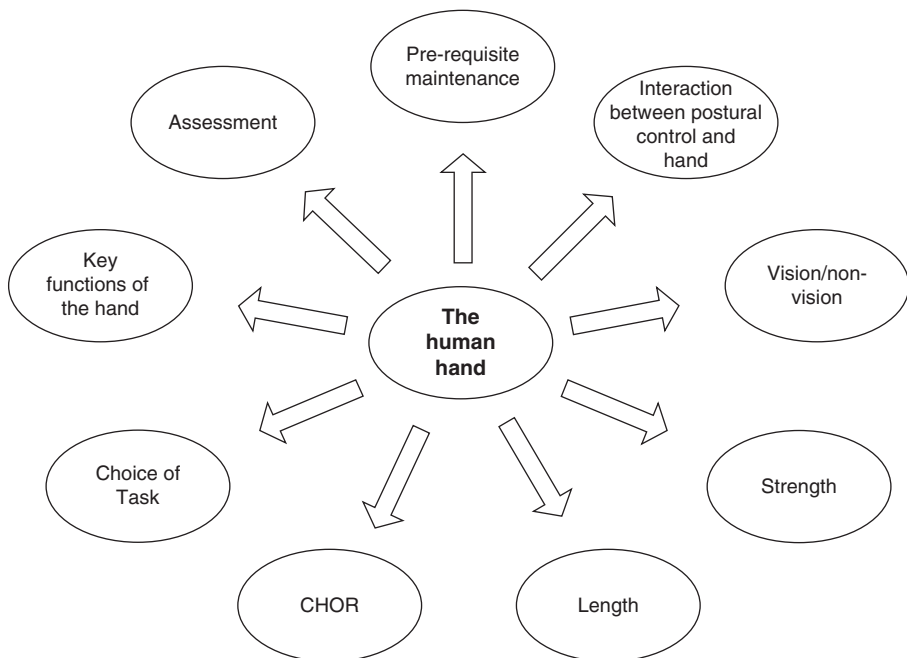 Pre-requisite
maintenance
Interaction
between postural
control and
hand
Assessment
Key
functions of
the hand
Vision/non-
vision
The
human
hand
Choice of
Task
Strength
CHOR
Length